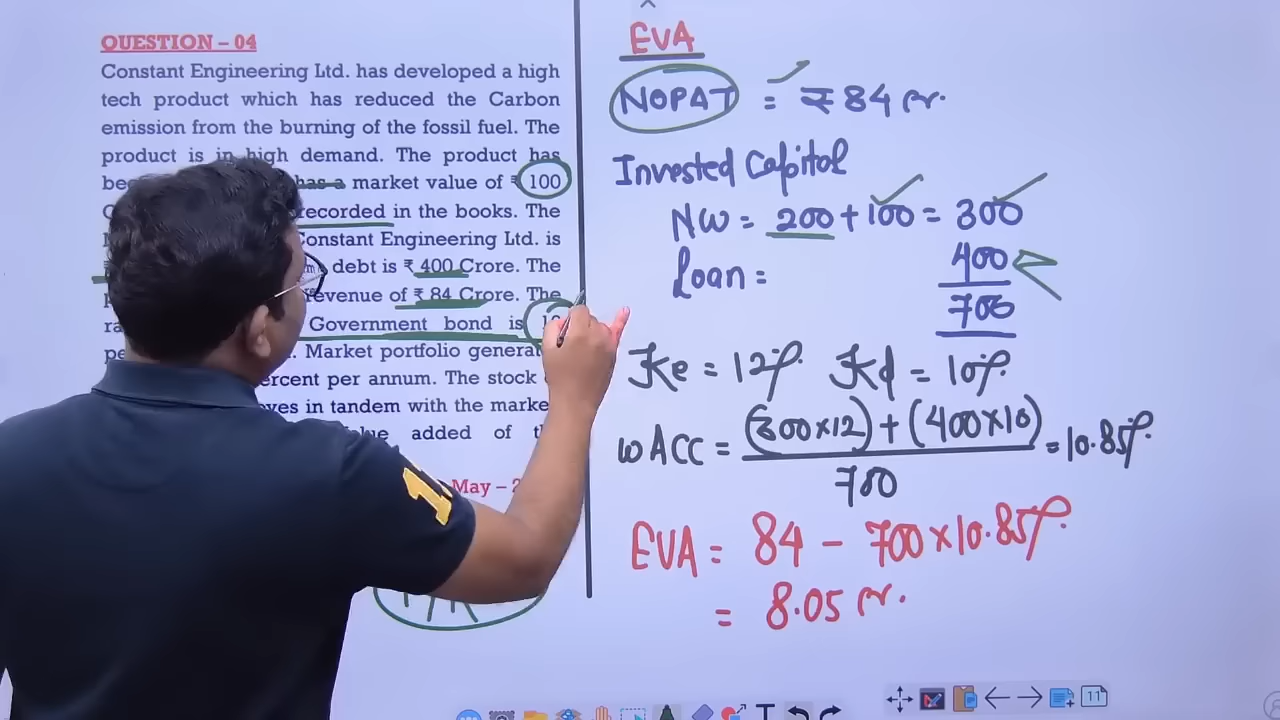 QUESTION – 04
Constant Engineering Ltd. has developed a high
tech product which has reduced the Carbon
emission from the burning of the fossil fuel. The
product is in high demand. The product has
has a market value of ₹ 100
recorded in the books. The
Constant Engineering Ltd. is
debt is ₹ 400 Crore. The
revenue of ₹ 84 Crore. The
Government bond is 10
Market portfolio
percent per annum. The stock
in tandem with the
added of
May – 2
EVA
NOPAT = ₹ 84 cr.
Invested Capital
NW = 200 + 100 = 300
Loan = 400
700
Ke = 12% Kd = 10%
WACC = (300×12) + (400×10) = 10.85%
700
EVA = 84 - 700 × 10.85%
= 8.05 cr.
11